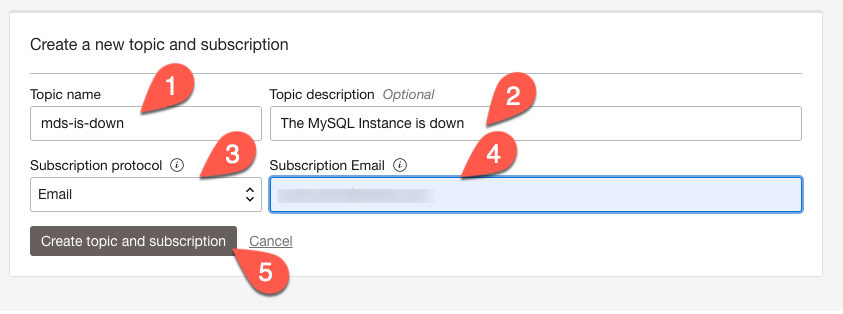 Create a new topic and subscription
1
2
Topic name Topic description Optional
mds-is-down The MySQL Instance is down
3
4
Subscription protocol i Subscription Email i
Email
Create topic and subscription Cancel
5